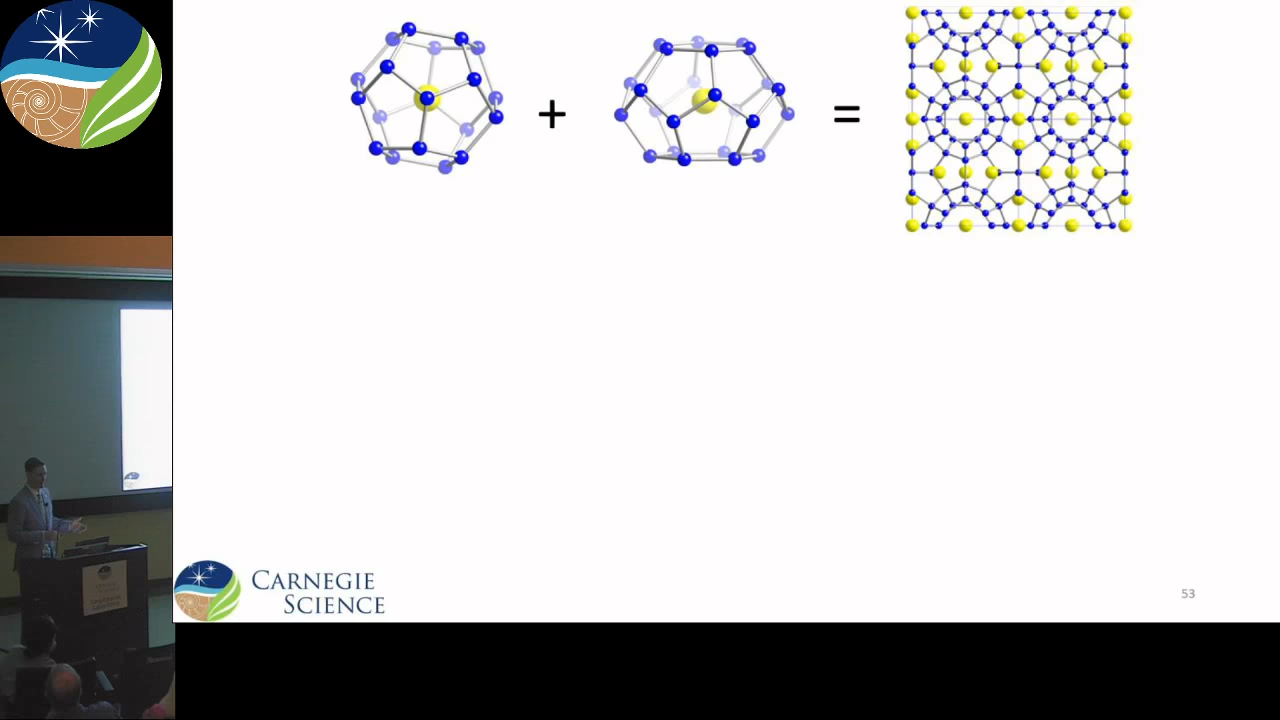 +
=
CARNEGIE
SCIENCE
53